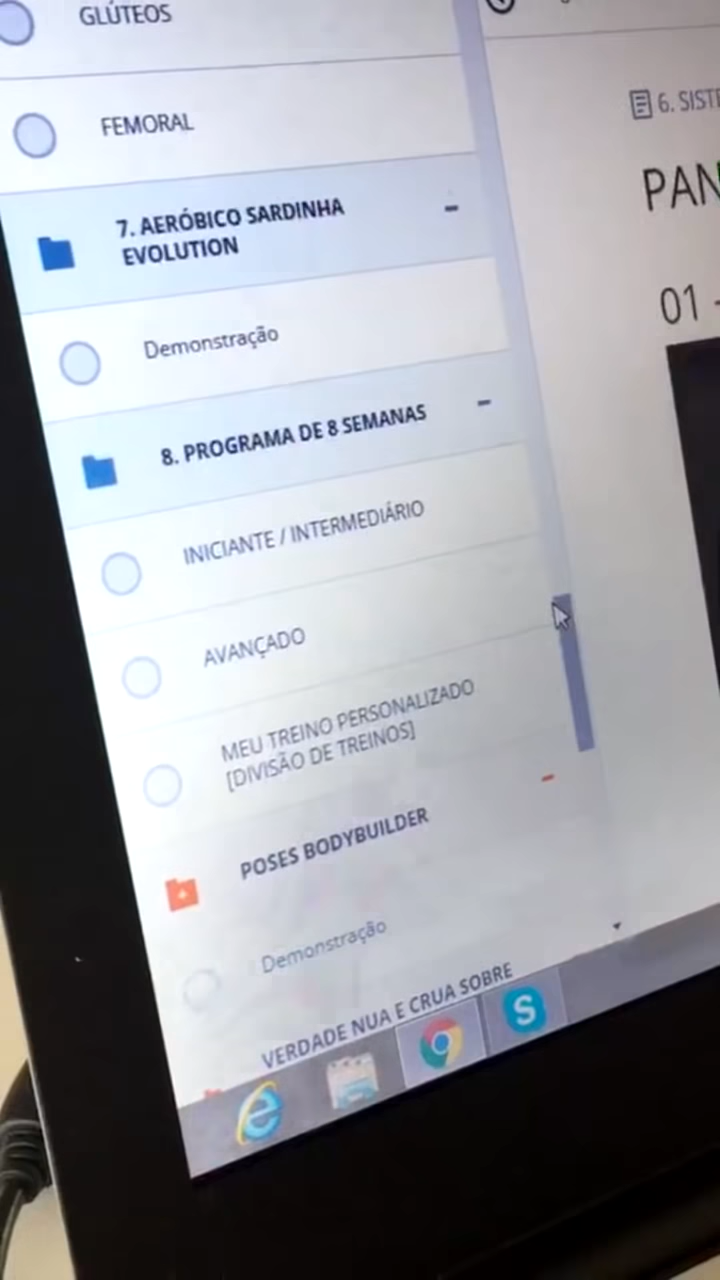 GLÚTEOS
FEMORAL
7. AERÓBICO SARDINHA
EVOLUTION
Demonstração
8. PROGRAMA DE 8 SEMANAS
INICIANTE / INTERMEDIÁRIO
AVANÇADO
MEU TREINO PERSONALIZADO
[DIVISÃO DE TREINOS]
POSES BODYBUILDER
Demonstração
VERDADE NUA E CRUA SOBRE
6. SISTE
PAN
01 -